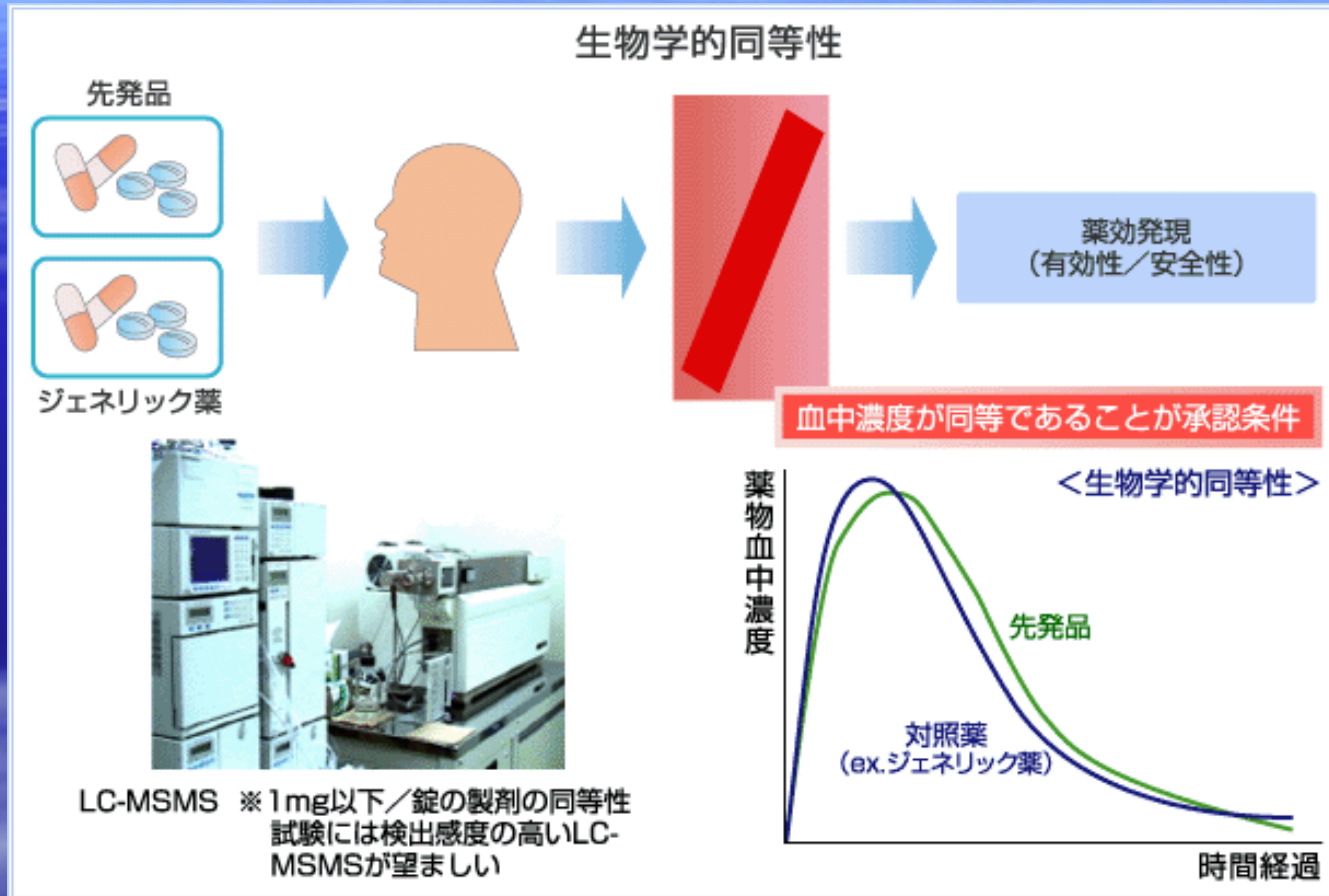 生物学的同等性
先発品
ジェネリック薬
薬効発現
（有効性／安全性）
血中濃度が同等であることが承認条件
LC-MSMS ※1mg以下／錠の製剤の同等性
試験には検出感度の高いLC-
MSMSが望ましい
＜生物学的同等性＞
薬物血中濃度
先発品
対照薬
（ex.ジェネリック薬）
時間経過